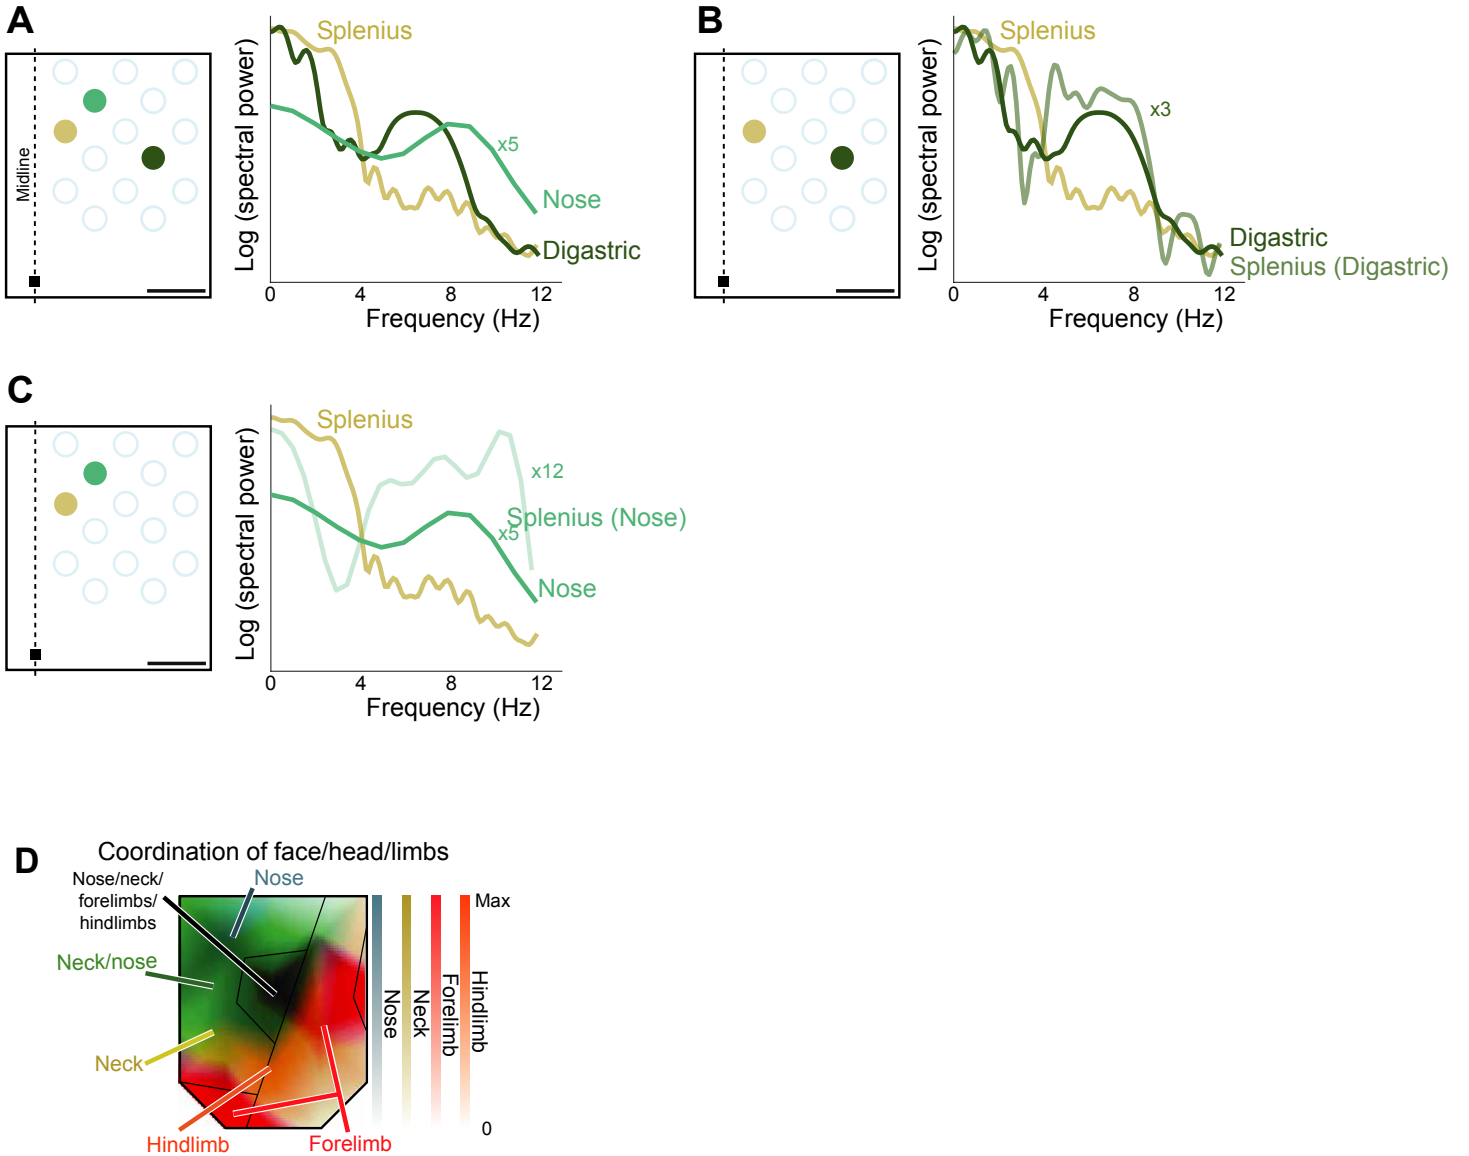 A
Midline
Log (spectral power)
Splenius
x5
Nose
Digastric
0 4 8 12
Frequency (Hz)
B
Log (spectral power)
Splenius
x3
Digastric
Splenius (Digastric)
0 4 8 12
Frequency (Hz)
C
Log (spectral power)
Splenius
x12
Splenius (Nose)
x5
Nose
0 4 8 12
Frequency (Hz)
D
Coordination of face/head/limbs
Nose/neck/
forelimbs/
hindlimbs
Nose
Neck/nose
Neck
Hindlimb
Forelimb
Nose
Neck
Forelimb
Hindlimb
Max
0